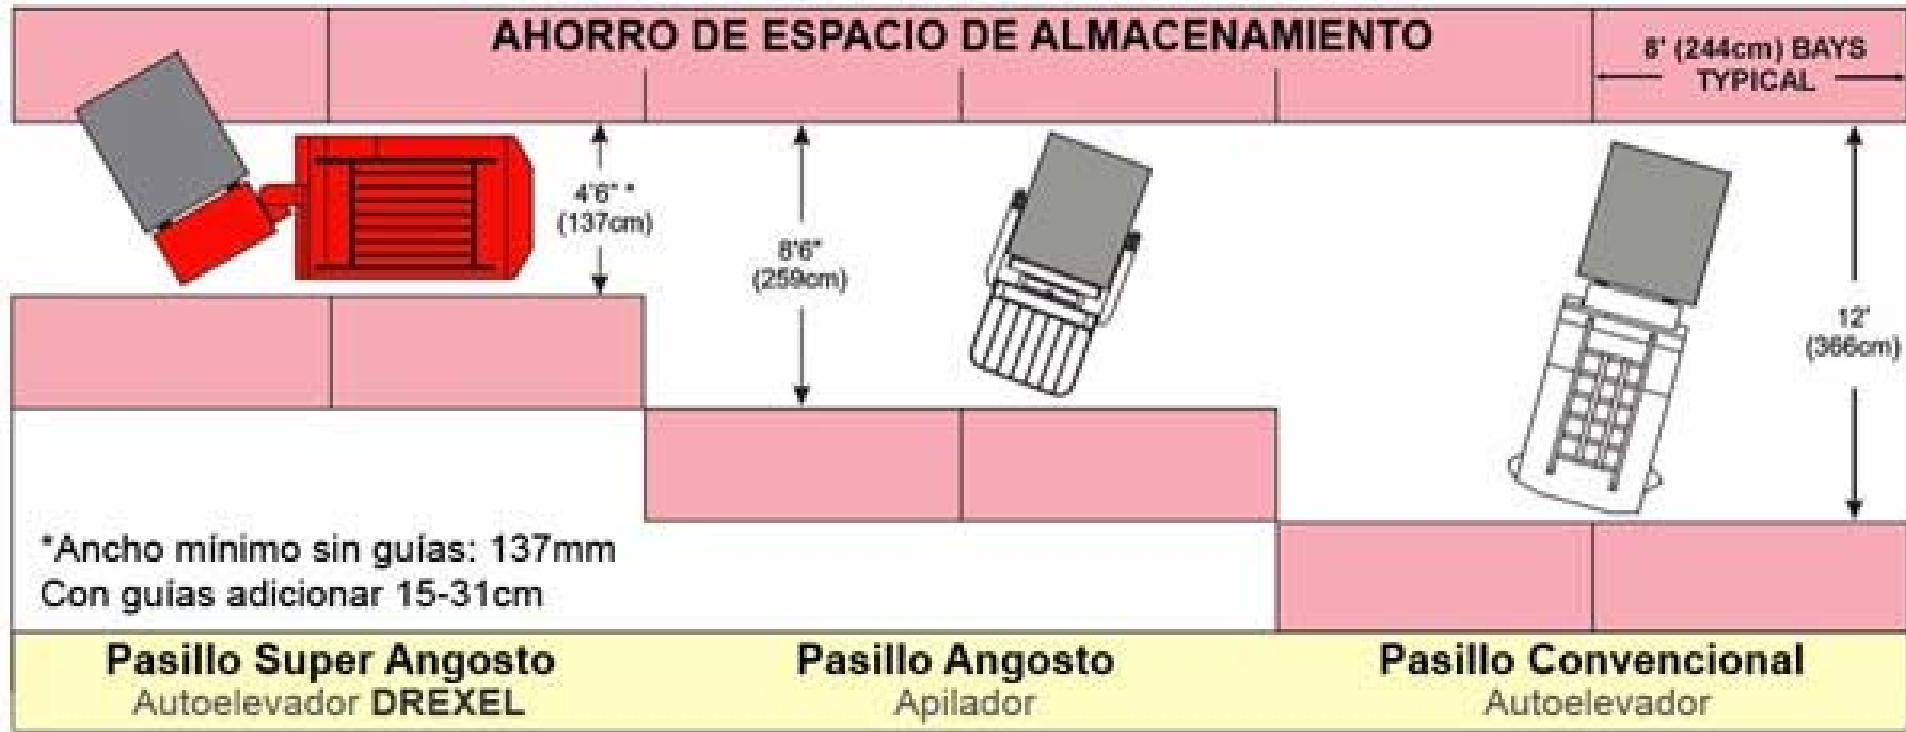 AHORRO DE ESPACIO DE ALMACENAMIENTO
8' (244cm) BAYS
TYPICAL
4'6" *
(137cm)
8'6"
(259cm)
12'
(366cm)
*Ancho mínimo sin guías: 137mm
Con guías adicionar 15-31cm
Pasillo Super Angosto
Autoelevador DREXEL
Pasillo Angosto
Apilador
Pasillo Convencional
Autoelevador